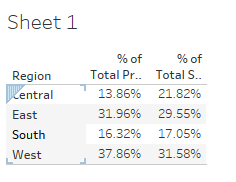 Sheet 1
% of % of
Region Total Pr.. Total S..
Central 13.86% 21.82%
East 31.96% 29.55%
South 16.32% 17.05%
West 37.86% 31.58%